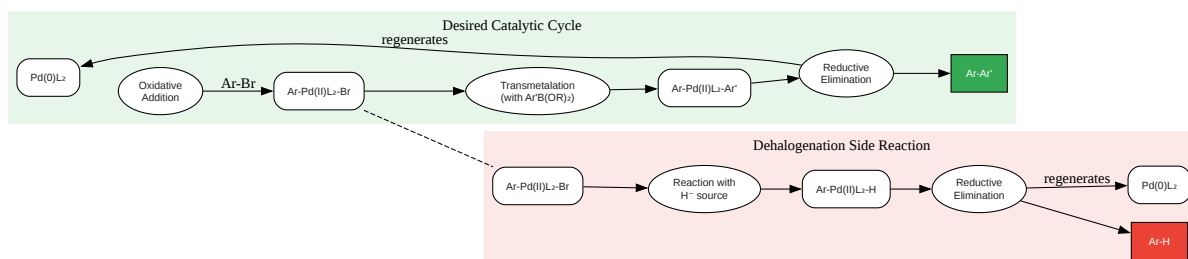 Desired Catalytic Cycle
regenerates
Pd(0)L₂
Oxidative
Addition
Ar-Br
Ar-Pd(II)L₂-Br
Transmetalation
(with Ar'B(OR)₂)
Ar-Pd(II)L₂-Ar'
Reductive
Elimination
Ar-Ar'
Dehalogenation Side Reaction
Ar-Pd(II)L₂-Br
Reaction with
H⁻ source
Ar-Pd(II)L₂-H
Reductive
Elimination
regenerates
Pd(0)L₂
Ar-H